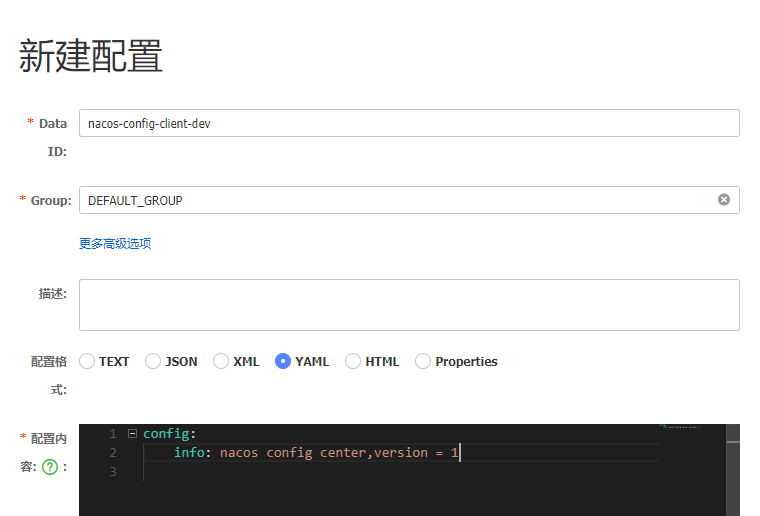 新建配置
* Data ID:
nacos-config-client-dev
* Group:
DEFAULT_GROUP
更多高级选项
描述:
配置格式:
TEXT JSON XML YAML HTML Properties
* 配置内容: ? :
1 config:
2 info: nacos config center,version = 1
3